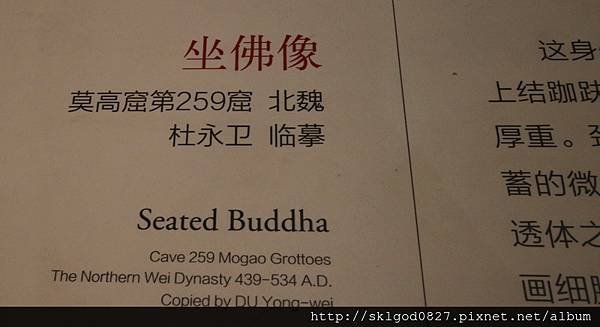 坐佛像
莫高窟第259窟 北魏
杜永卫 临摹
Seated Buddha
Cave 259 Mogao Grottoes
The Northern Wei Dynasty 439-534 A.D.
Copied by DU Yong-wei
这身
上结跏趺
厚重。
蓄的微
透体之
画细
http://sklgod0827.pixnet.net/album